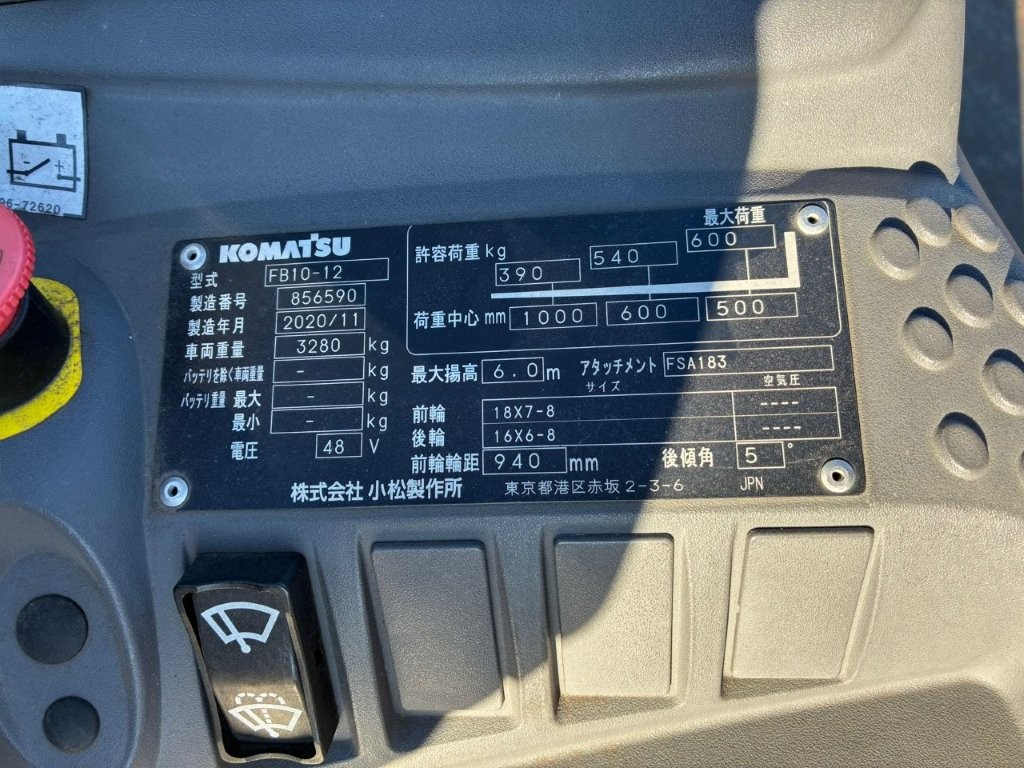 96-72620
KOMATSU
型式 FB10-12
製造番号 856590
製造年月 2020/11
車両重量 3280 kg
バッテリを除く車両重量 - kg
バッテリ重量 最大 - kg
最小 - kg
電圧 48 V
最大荷重
許容荷重 kg 390 540 600
荷重中心 mm 1000 600 500
最大揚高 6.0 m アタッチメント FSA183
サイズ 空気圧
前輪 18X7-8 ----
後輪 16X6-8 ----
前輪輪距 940 mm 後傾角 5 °
株式会社 小松製作所 東京都港区赤坂 2-3-6 JPN